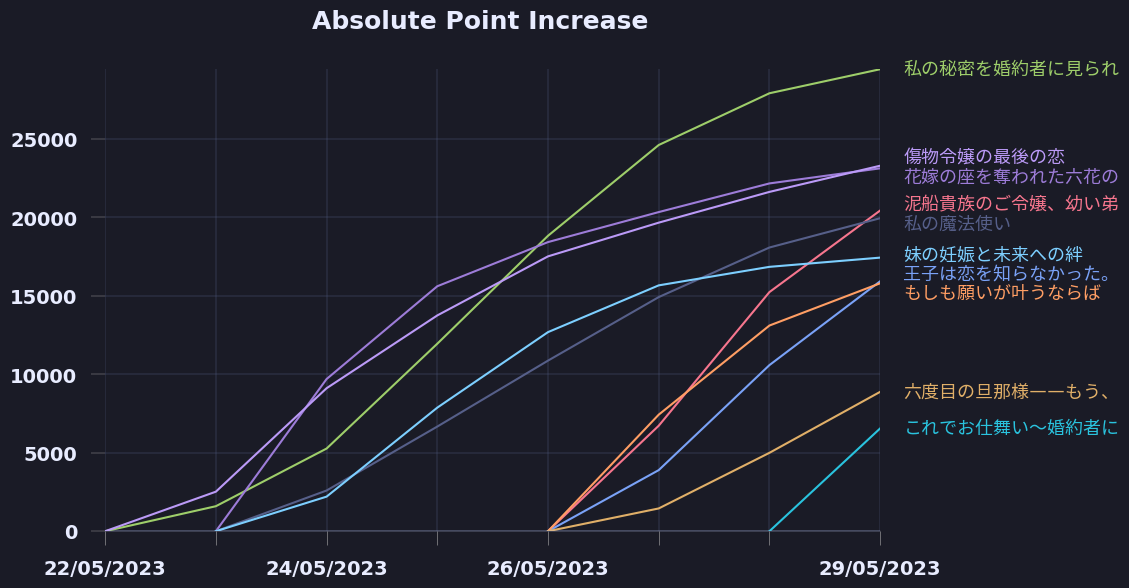 Absolute Point Increase
私の秘密を婚約者に見られ
25000
傷物令嬢の最後の恋
花嫁の座を奪われた六花の
20000
泥船貴族のご令嬢、幼い弟
私の魔法使い
妹の妊娠と未来への絆
王子は恋を知らなかった。
15000
もしも願いが叶うならば
10000
六度目の旦那様——もう、
5000
これでお仕舞い～婚約者に
0
22/05/2023
24/05/2023
26/05/2023
29/05/2023